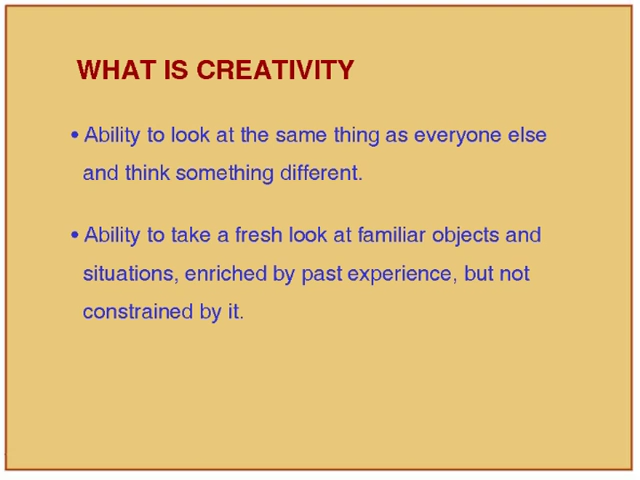 WHAT IS CREATIVITY
• Ability to look at the same thing as everyone else
and think something different.
• Ability to take a fresh look at familiar objects and
situations, enriched by past experience, but not
constrained by it.